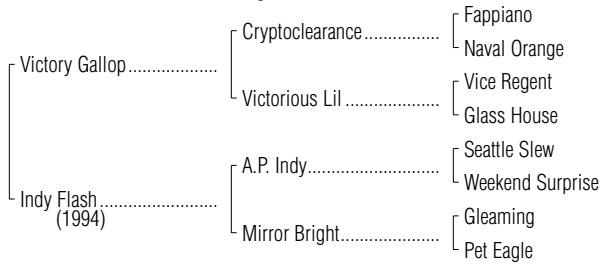 Fappiano
Cryptoclearance................
Naval Orange
Victory Gallop...................
Vice Regent
Victorious Lil....................
Glass House
Seattle Slew
A.P. Indy............................
Weekend Surprise
Indy Flash.........................
(1994)
Gleaming
Mirror Bright.....................
Pet Eagle